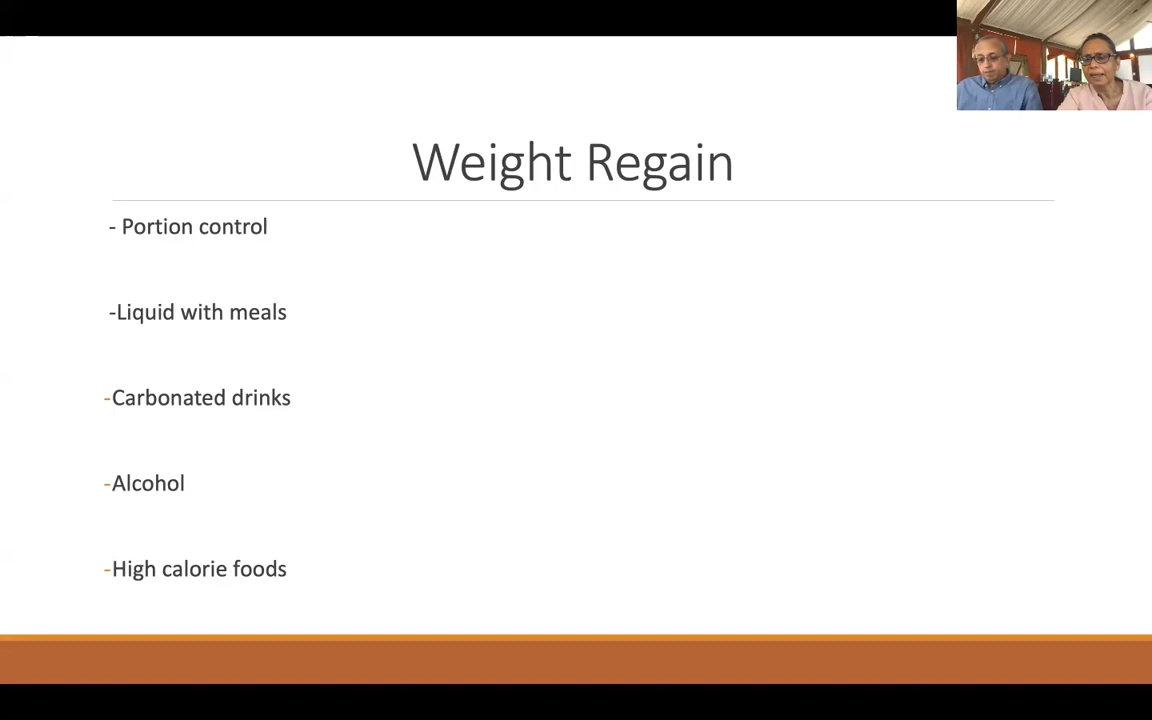 Weight Regain
- Portion control
-Liquid with meals
-Carbonated drinks
-Alcohol
-High calorie foods